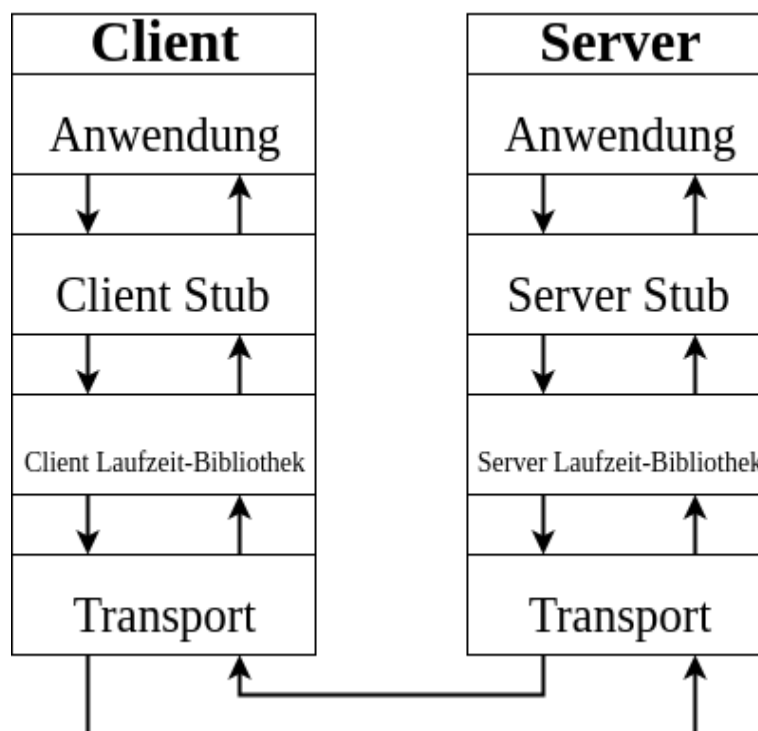 Client
Anwendung
Client Stub
Client Laufzeit-Bibliothek
Transport
Server
Anwendung
Server Stub
Server Laufzeit-Bibliothek
Transport